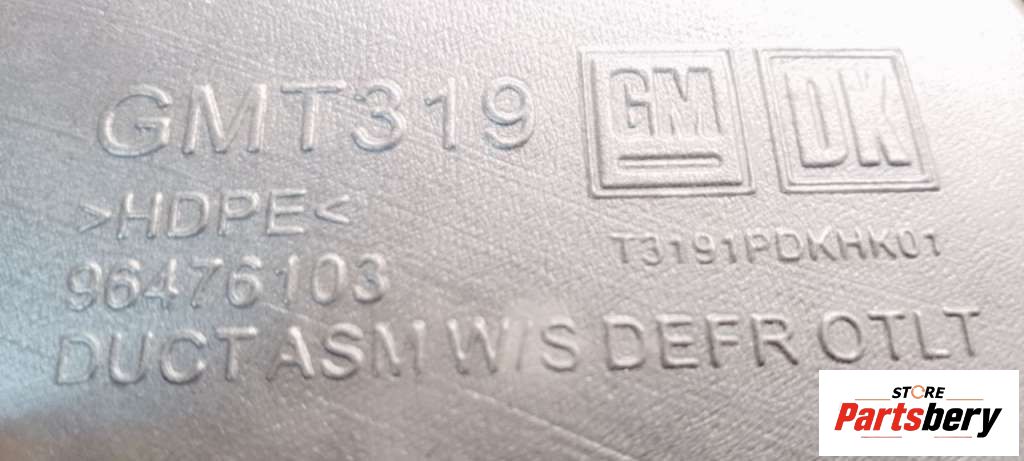 GMT319
GM
DK
>HDPE<
T3191PDKHK01
96476103
DUCT ASM W/S DEFR OTLT
STORE
Partsbery